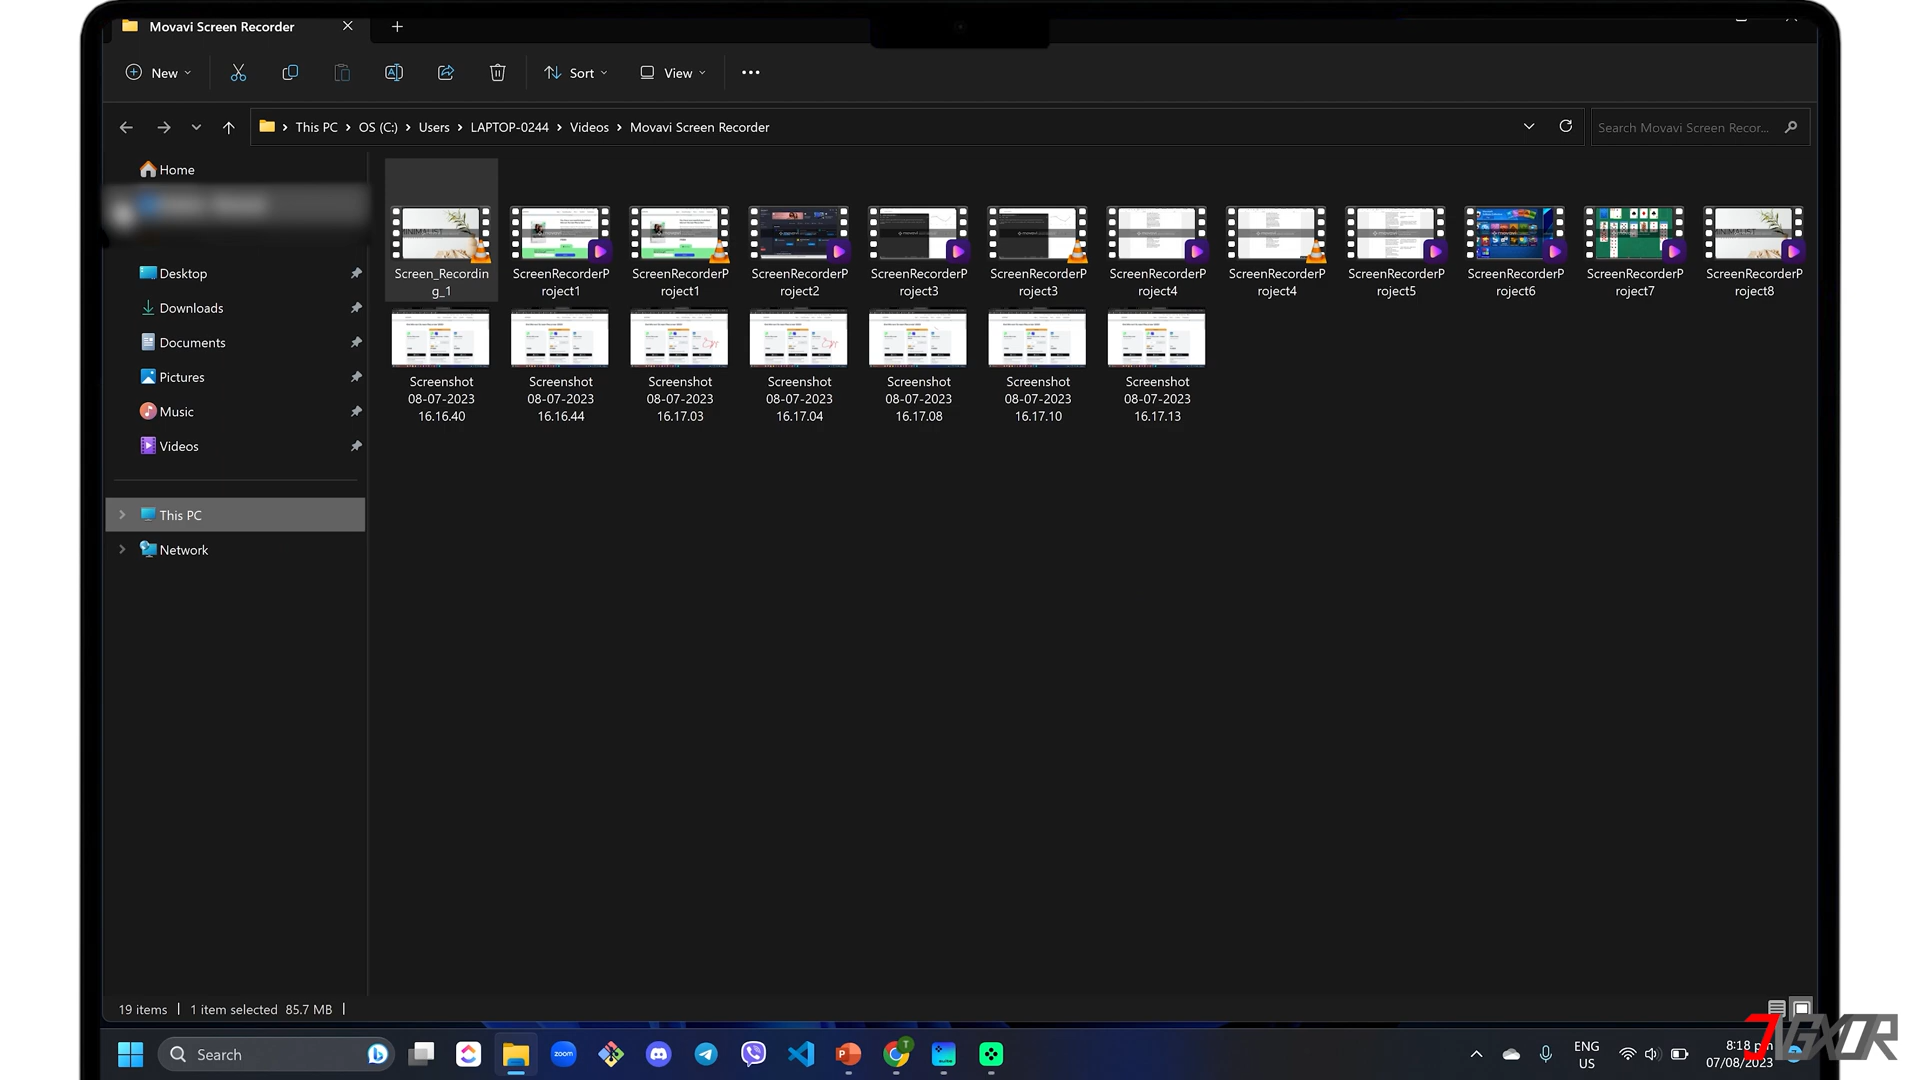 Movavi Screen Recorder
New
Sort
View
This PC
OS (C:)
Users
LAPTOP-0244
Videos
Movavi Screen Recorder
Search Movavi Screen Recor...
Home
Desktop
Downloads
Documents
Pictures
Music
Videos
This PC
Network
Screen_Recordin
g_1
ScreenRecorderP
roject1
ScreenRecorderP
roject1
ScreenRecorderP
roject2
ScreenRecorderP
roject3
ScreenRecorderP
roject3
ScreenRecorderP
roject4
ScreenRecorderP
roject4
ScreenRecorderP
roject5
ScreenRecorderP
roject6
ScreenRecorderP
roject7
ScreenRecorderP
roject8
Screenshot
08-07-2023
16.16.40
Screenshot
08-07-2023
16.16.44
Screenshot
08-07-2023
16.17.03
Screenshot
08-07-2023
16.17.04
Screenshot
08-07-2023
16.17.08
Screenshot
08-07-2023
16.17.10
Screenshot
08-07-2023
16.17.13
19 items
1 item selected 85.7 MB
Search
zoom
ENG
US
8:18 pm
07/08/2023
JVGXOR